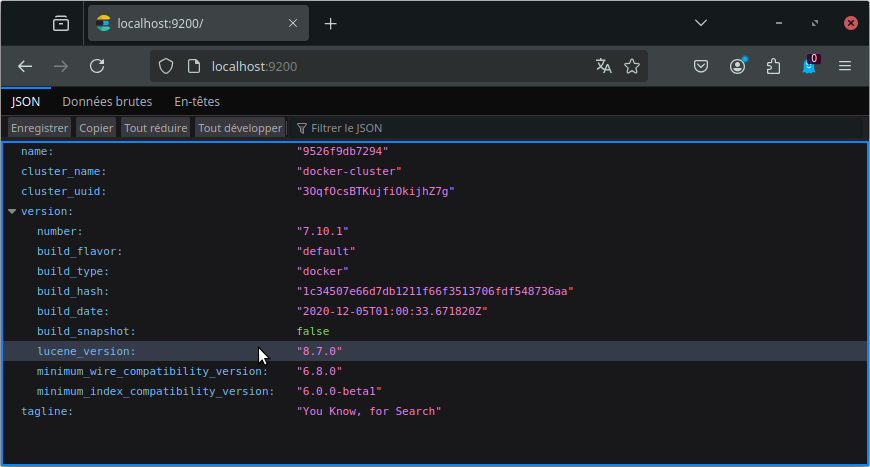 localhost:9200/
localhost:9200
0
JSON Données brutes En-têtes
Enregistrer Copier Tout réduire Tout développer Filtrer le JSON
name: "9526f9db7294"
cluster_name: "docker-cluster"
cluster_uuid: "3OqfOcsBTKujfiOkijhZ7g"
version:
number: "7.10.1"
build_flavor: "default"
build_type: "docker"
build_hash: "1c34507e66d7db1211f66f3513706fdf548736aa"
build_date: "2020-12-05T01:00:33.671820Z"
build_snapshot: false
lucene_version: "8.7.0"
minimum_wire_compatibility_version: "6.8.0"
minimum_index_compatibility_version: "6.0.0-beta1"
tagline: "You Know, for Search"